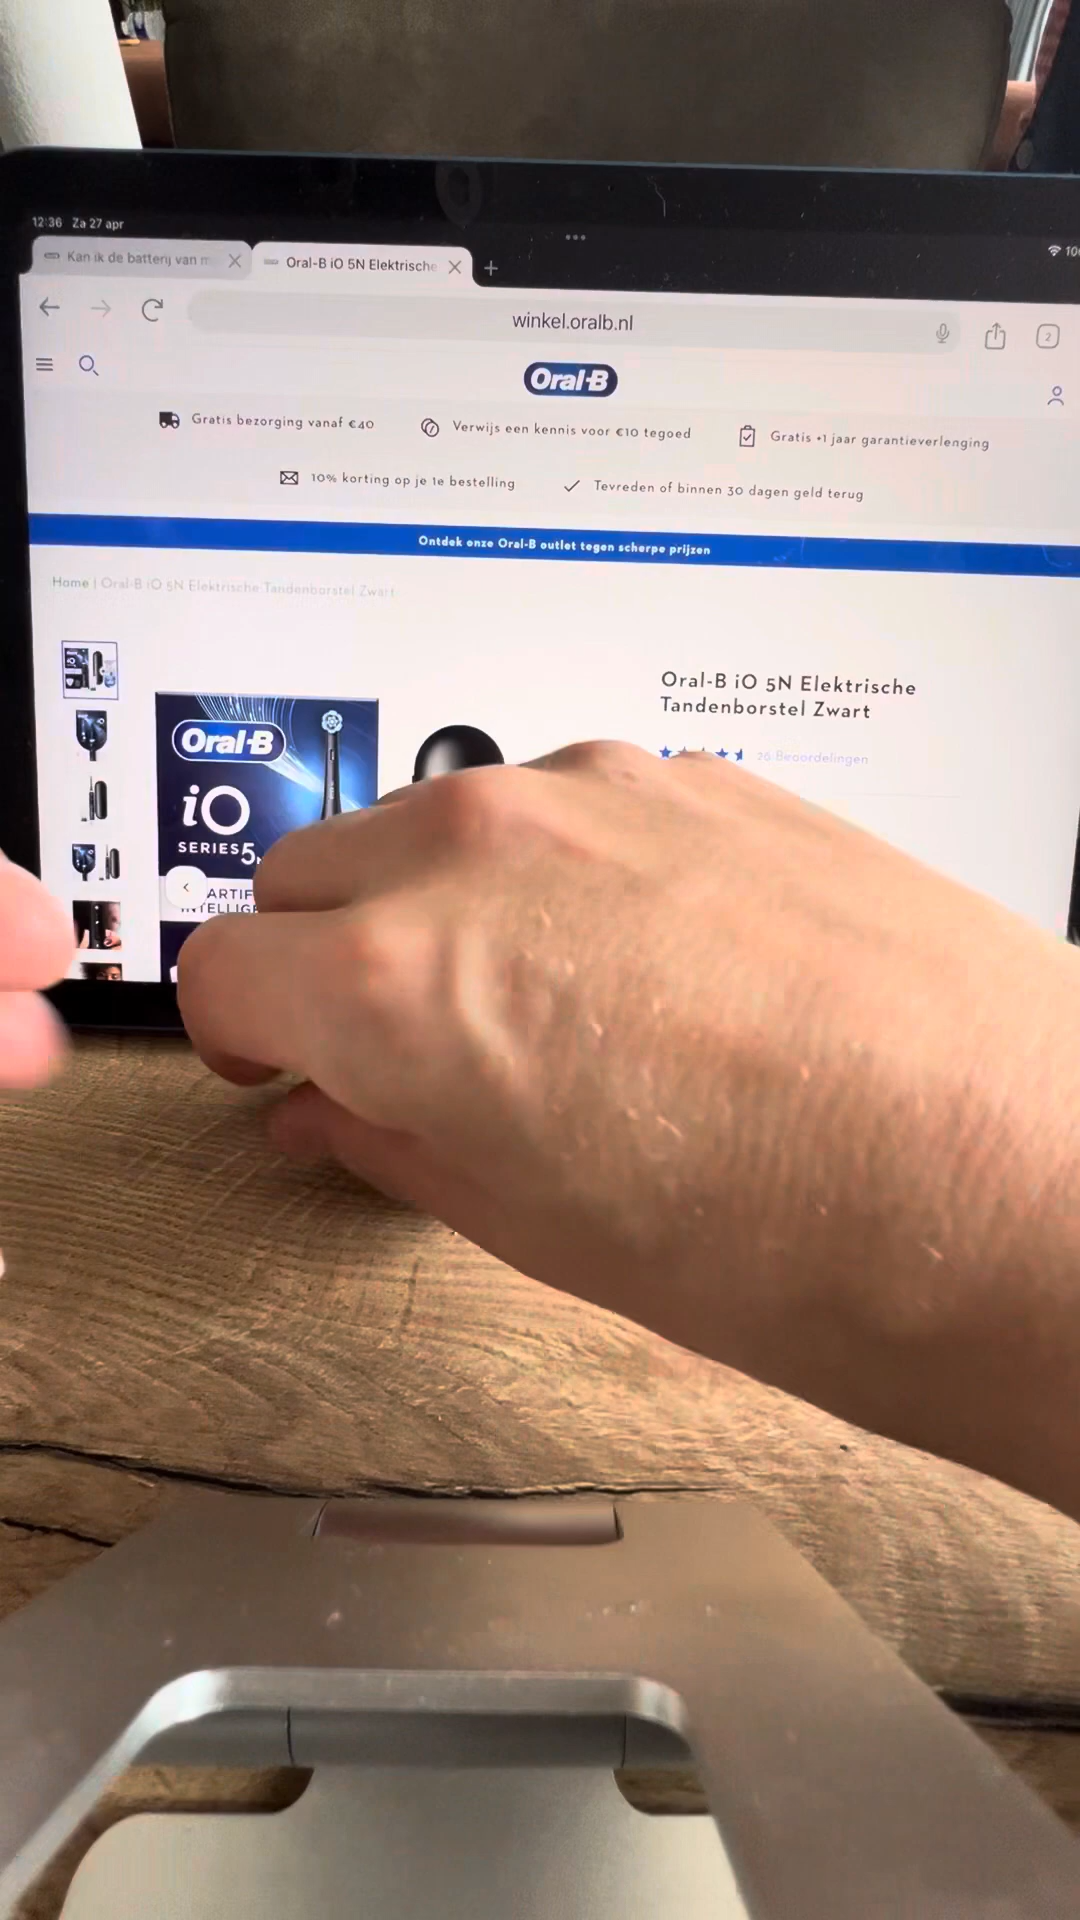 12:36 Za 27 apr
Kan ik de batterij van
Oral-B iO 5N Elektrische
winkel.oralb.nl
2
Oral-B
Gratis bezorging vanaf €40
Verwijs een kennis voor €10 tegoed
Gratis +1 jaar garantieverlenging
10% korting op je 1e bestelling
Tevreden of binnen 30 dagen geld terug
Ontdek onze Oral-B outlet tegen scherpe prijzen
Home | Oral-B iO 5N Elektrische Tandenborstel Zwart
Oral-B iO 5N Elektrische
Tandenborstel Zwart
26 Beoordelingen
Oral-B
iO
SERIES 5